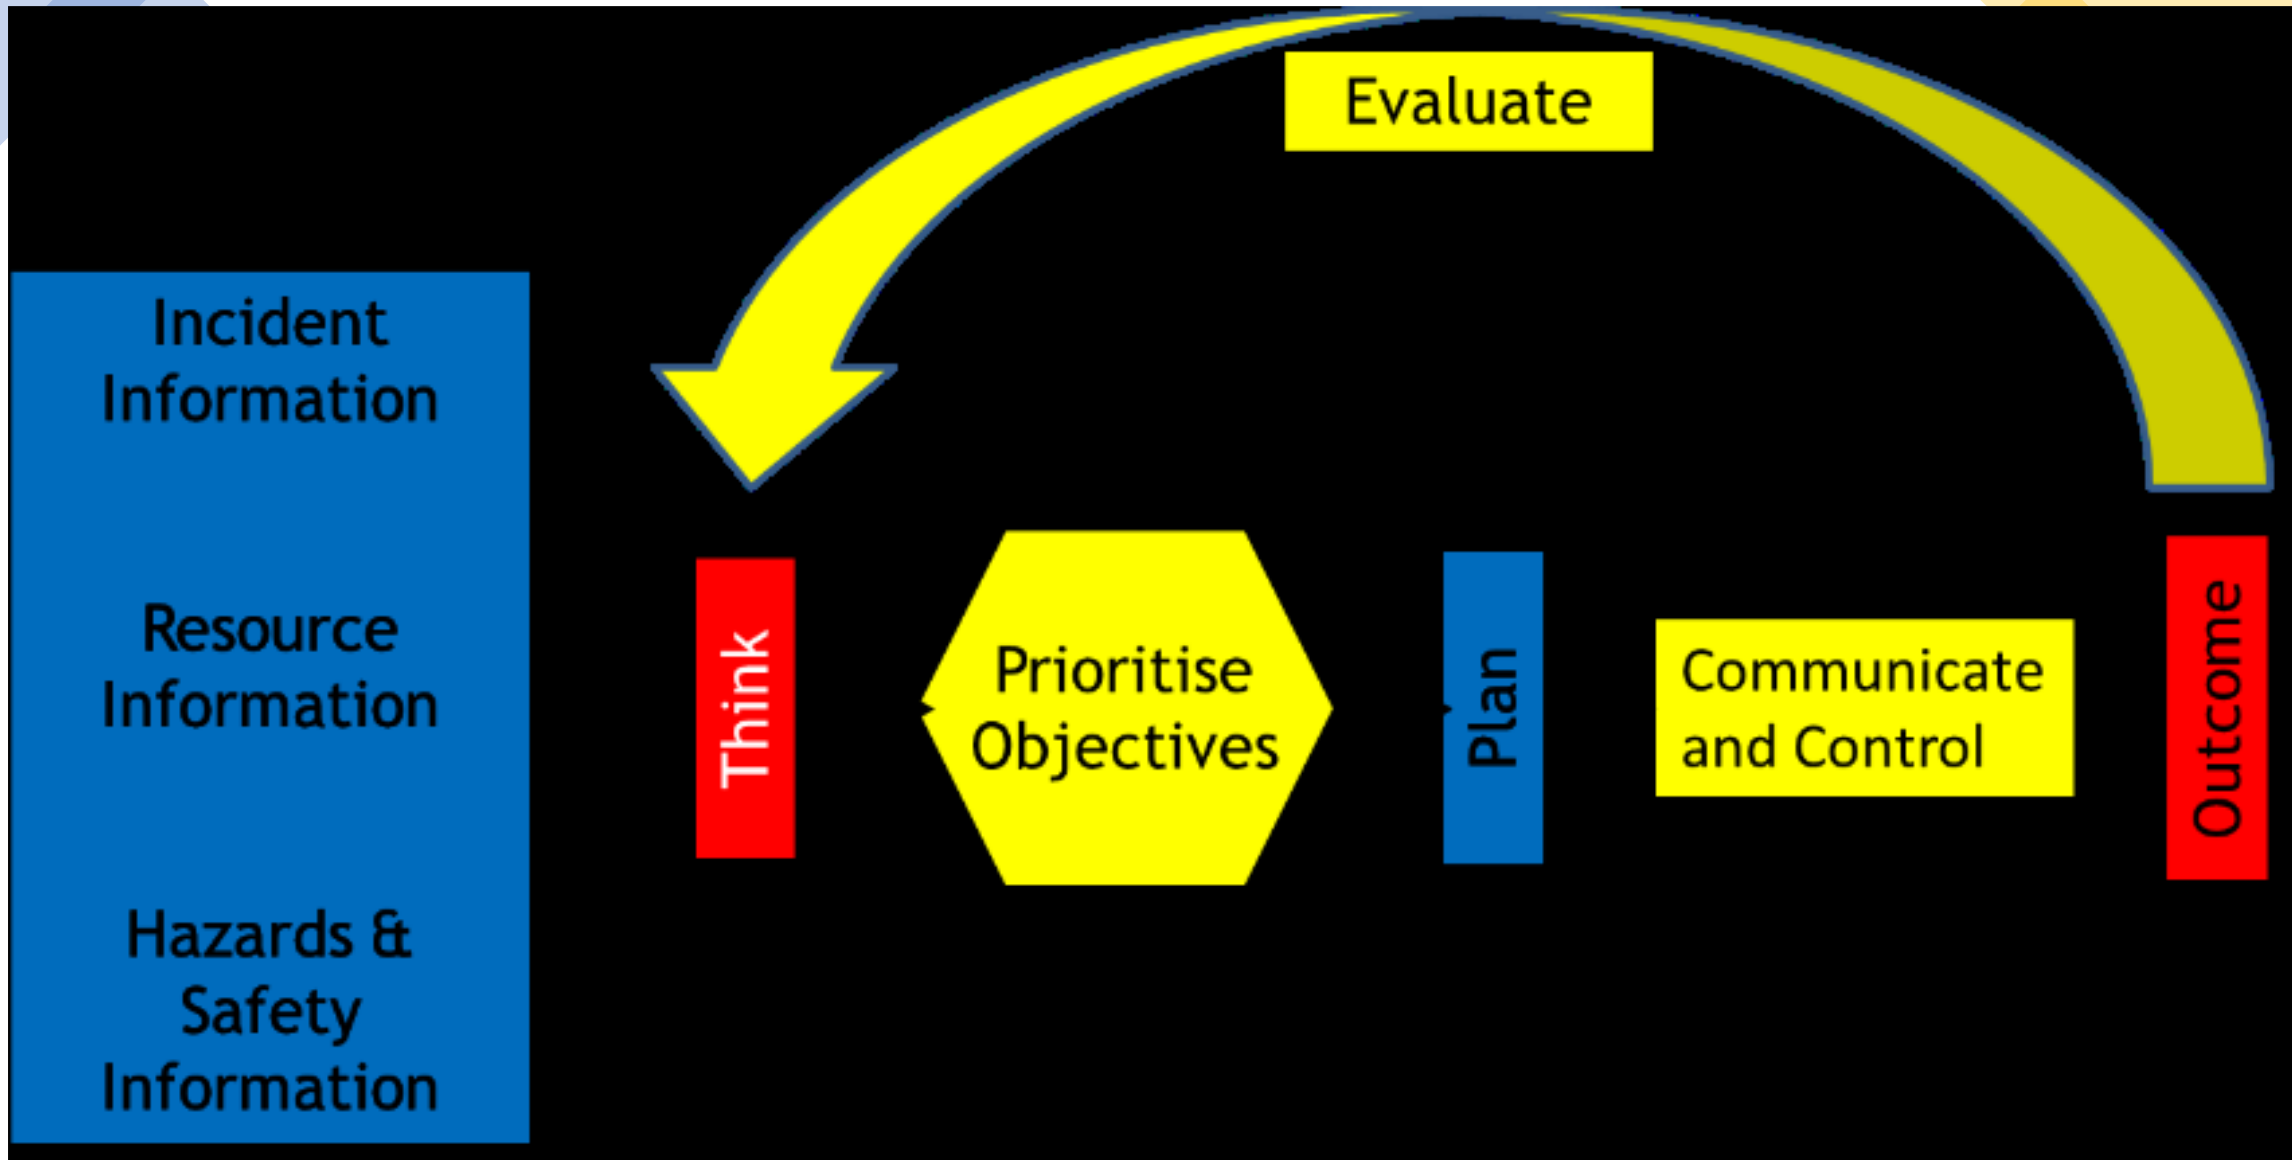 Evaluate
Incident
Information
Resource
Information
Hazards &
Safety
Information
Think
Prioritise
Objectives
Plan
Communicate
and Control
Outcome